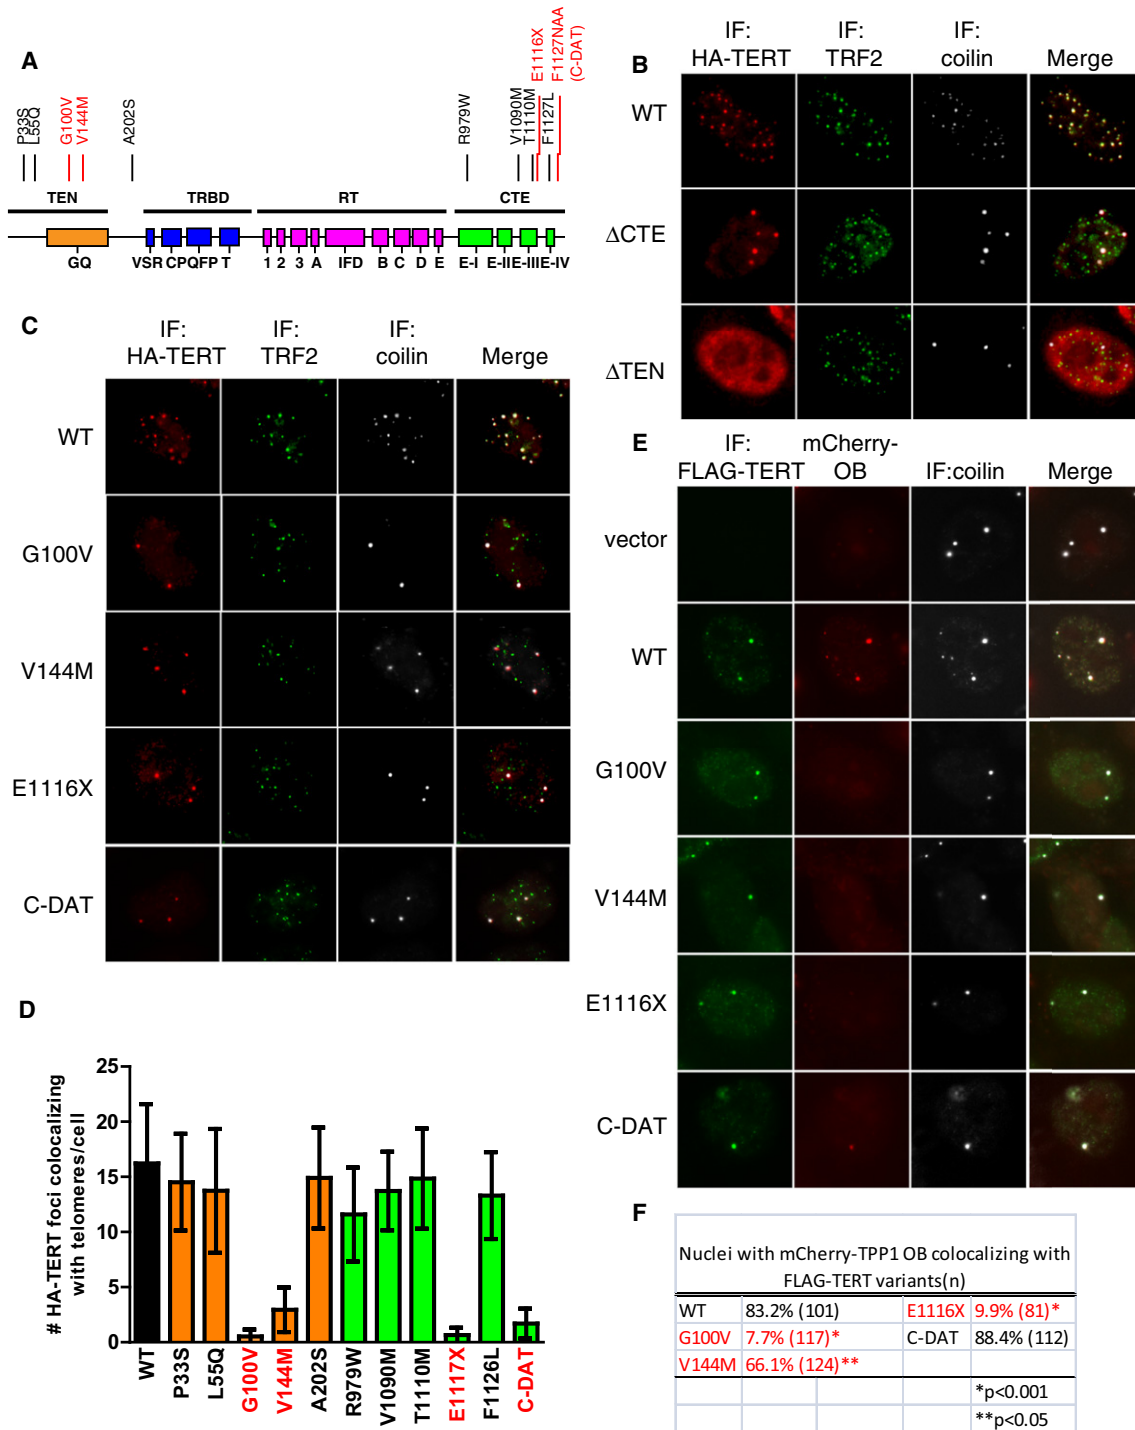 A
P33S
L55Q
G100V
V144M
A202S
R979W
V1090M
T1110M
E1116X
F1127L
F1127NAA
(C-DAT)
TEN TRBD RT CTE
GQ VSR CP QFP T 1 2 3 A IFD B C D E E-I E-II E-III E-IV
B
IF: IF: IF:
HA-TERT TRF2 coilin Merge
WT
ΔCTE
ΔTEN
C
IF: IF: IF:
HA-TERT TRF2 coilin Merge
WT
G100V
V144M
E1116X
C-DAT
D
# HA-TERT foci colocalizing
with telomeres/cell
25
20
15
10
5
0
WT
P33S
L55Q
G100V
V144M
A202S
R979W
V1090M
T1110M
E1117X
F1126L
C-DAT
E
IF: mCherry-
FLAG-TERT OB IF:coilin Merge
vector
WT
G100V
V144M
E1116X
C-DAT
F
Nuclei with mCherry-TPP1 OB colocalizing with
FLAG-TERT variants(n)
WT 83.2% (101) E1116X 9.9% (81)*
G100V 7.7% (117)* C-DAT 88.4% (112)
V144M 66.1% (124)**
*p<0.001
**p<0.05